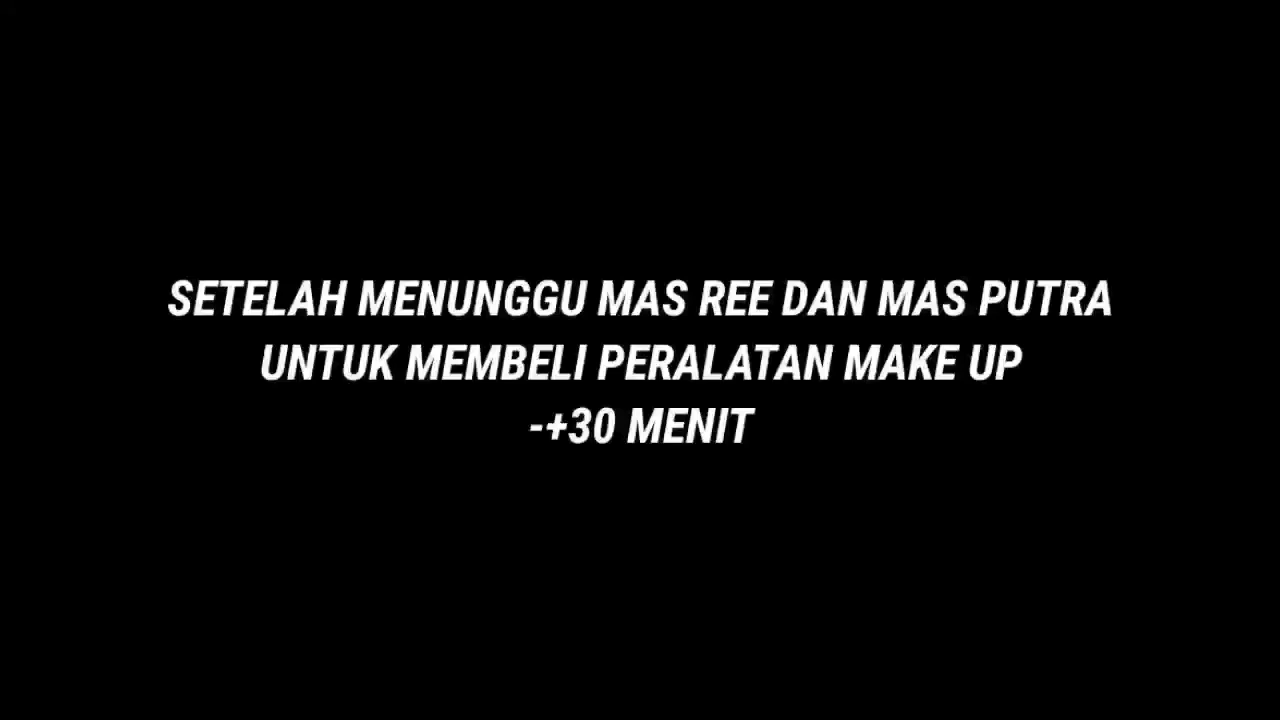 SETELAH MENUNGGU MAS REE DAN MAS PUTRA
UNTUK MEMBELI PERALATAN MAKE UP
-+30 MENIT